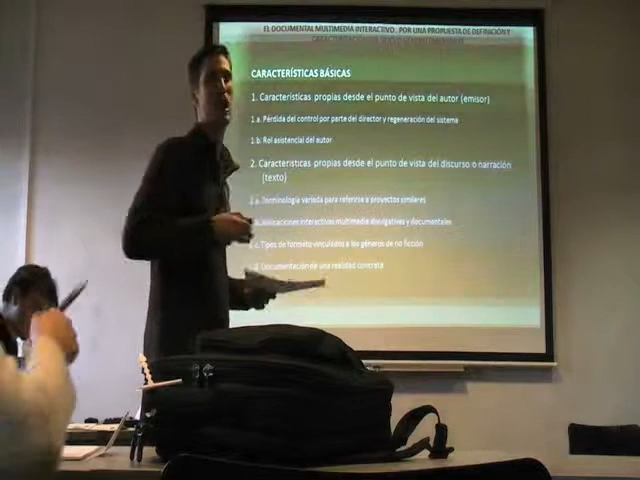 EL DOCUMENTAL MULTIMEDIA INTERACTIVO . POR UNA PROPUESTA DE DEFINICIÓN Y
CARACTERÍSTICAS BÁSICAS
1. Características propias desde el punto de vista del autor (emisor)
1.a. Pérdida del control por parte del director y regeneración del sistema
1.b. Rol asistencial del autor
2. Características propias desde el punto de vista del discurso o narración
(texto)
2.a. Terminología variada para referirse a proyectos similares
b. Aplicaciones interactivas multimedia divulgativas y documentales
c. Tipos de formato vinculados a los géneros de no ficción
d. Documentación de una realidad concreta